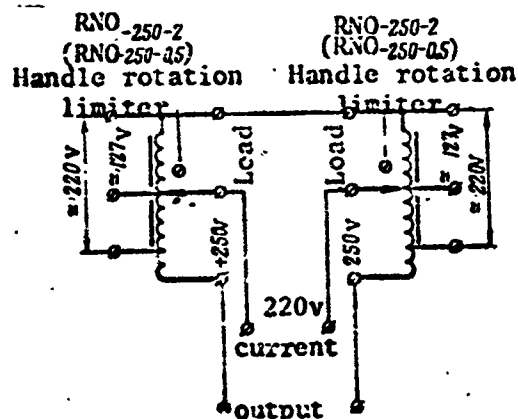 RNO-250-2
(RNO-250-0.5)
Handle rotation
limiter
RNO-250-2
(RNO-250-0.5)
Handle rotation
limiter
≈220V
≈127V
Load
+250V
Load
250V
≈127V
≈220V
220v
current
output